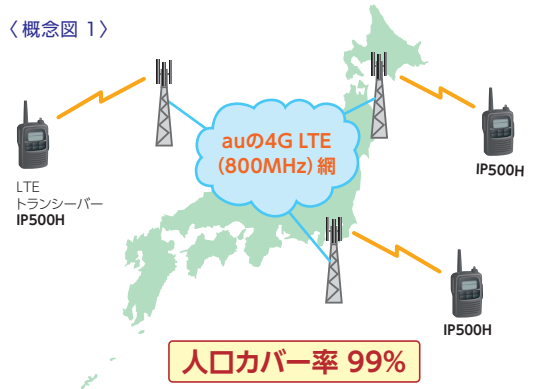 〈概念図 1〉
auの4G LTE
(800MHz) 網
IP500H
LTE
トランシーバー
IP500H
IP500H
人口カバー率 99%